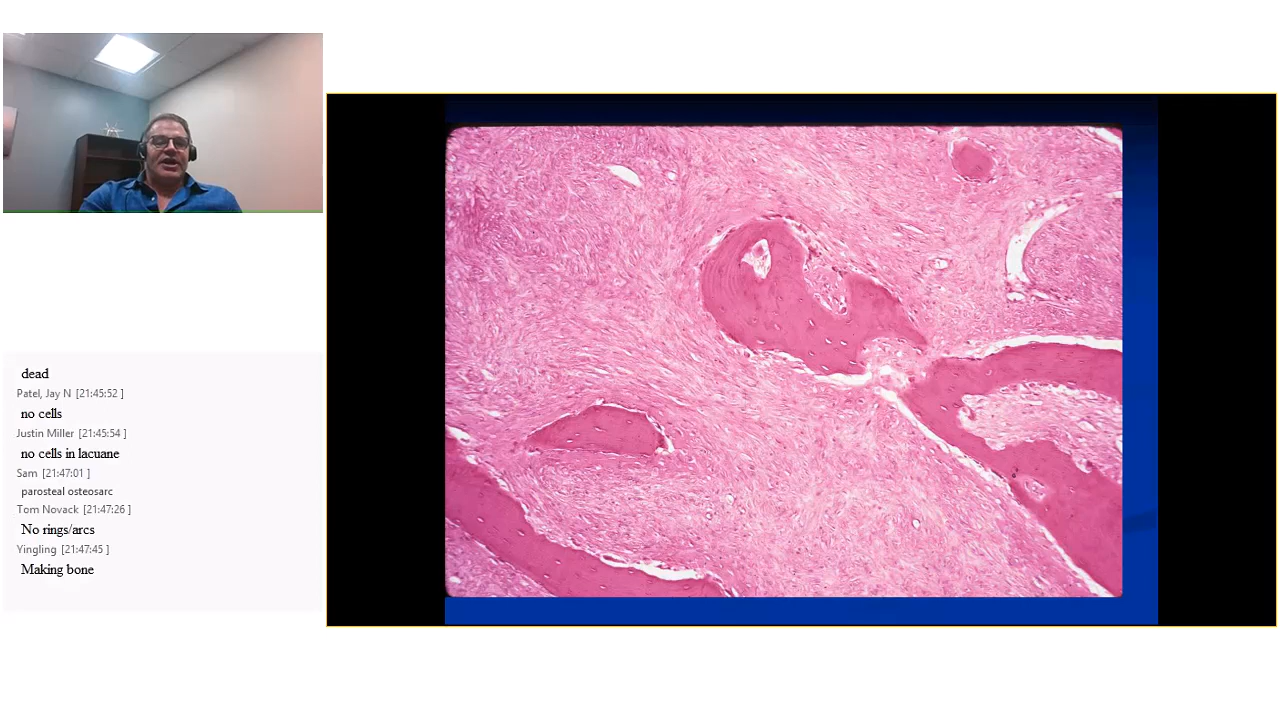 dead
Patel, Jay N [21:45:52 ]
no cells
Justin Miller [21:45:54 ]
no cells in lacuane
Sam [21:47:01 ]
parosteal osteosarc
Tom Novack [21:47:26 ]
No rings/arcs
Yingling [21:47:45 ]
Making bone